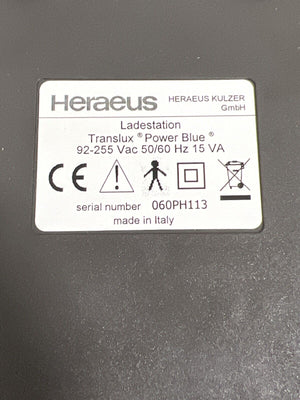 Heraeus
HERAEUS KULZER
GmbH
Ladestation
Translux ® Power Blue ®
92-255 Vac 50/60 Hz 15 VA
CE
serial number 060PH113
made in Italy